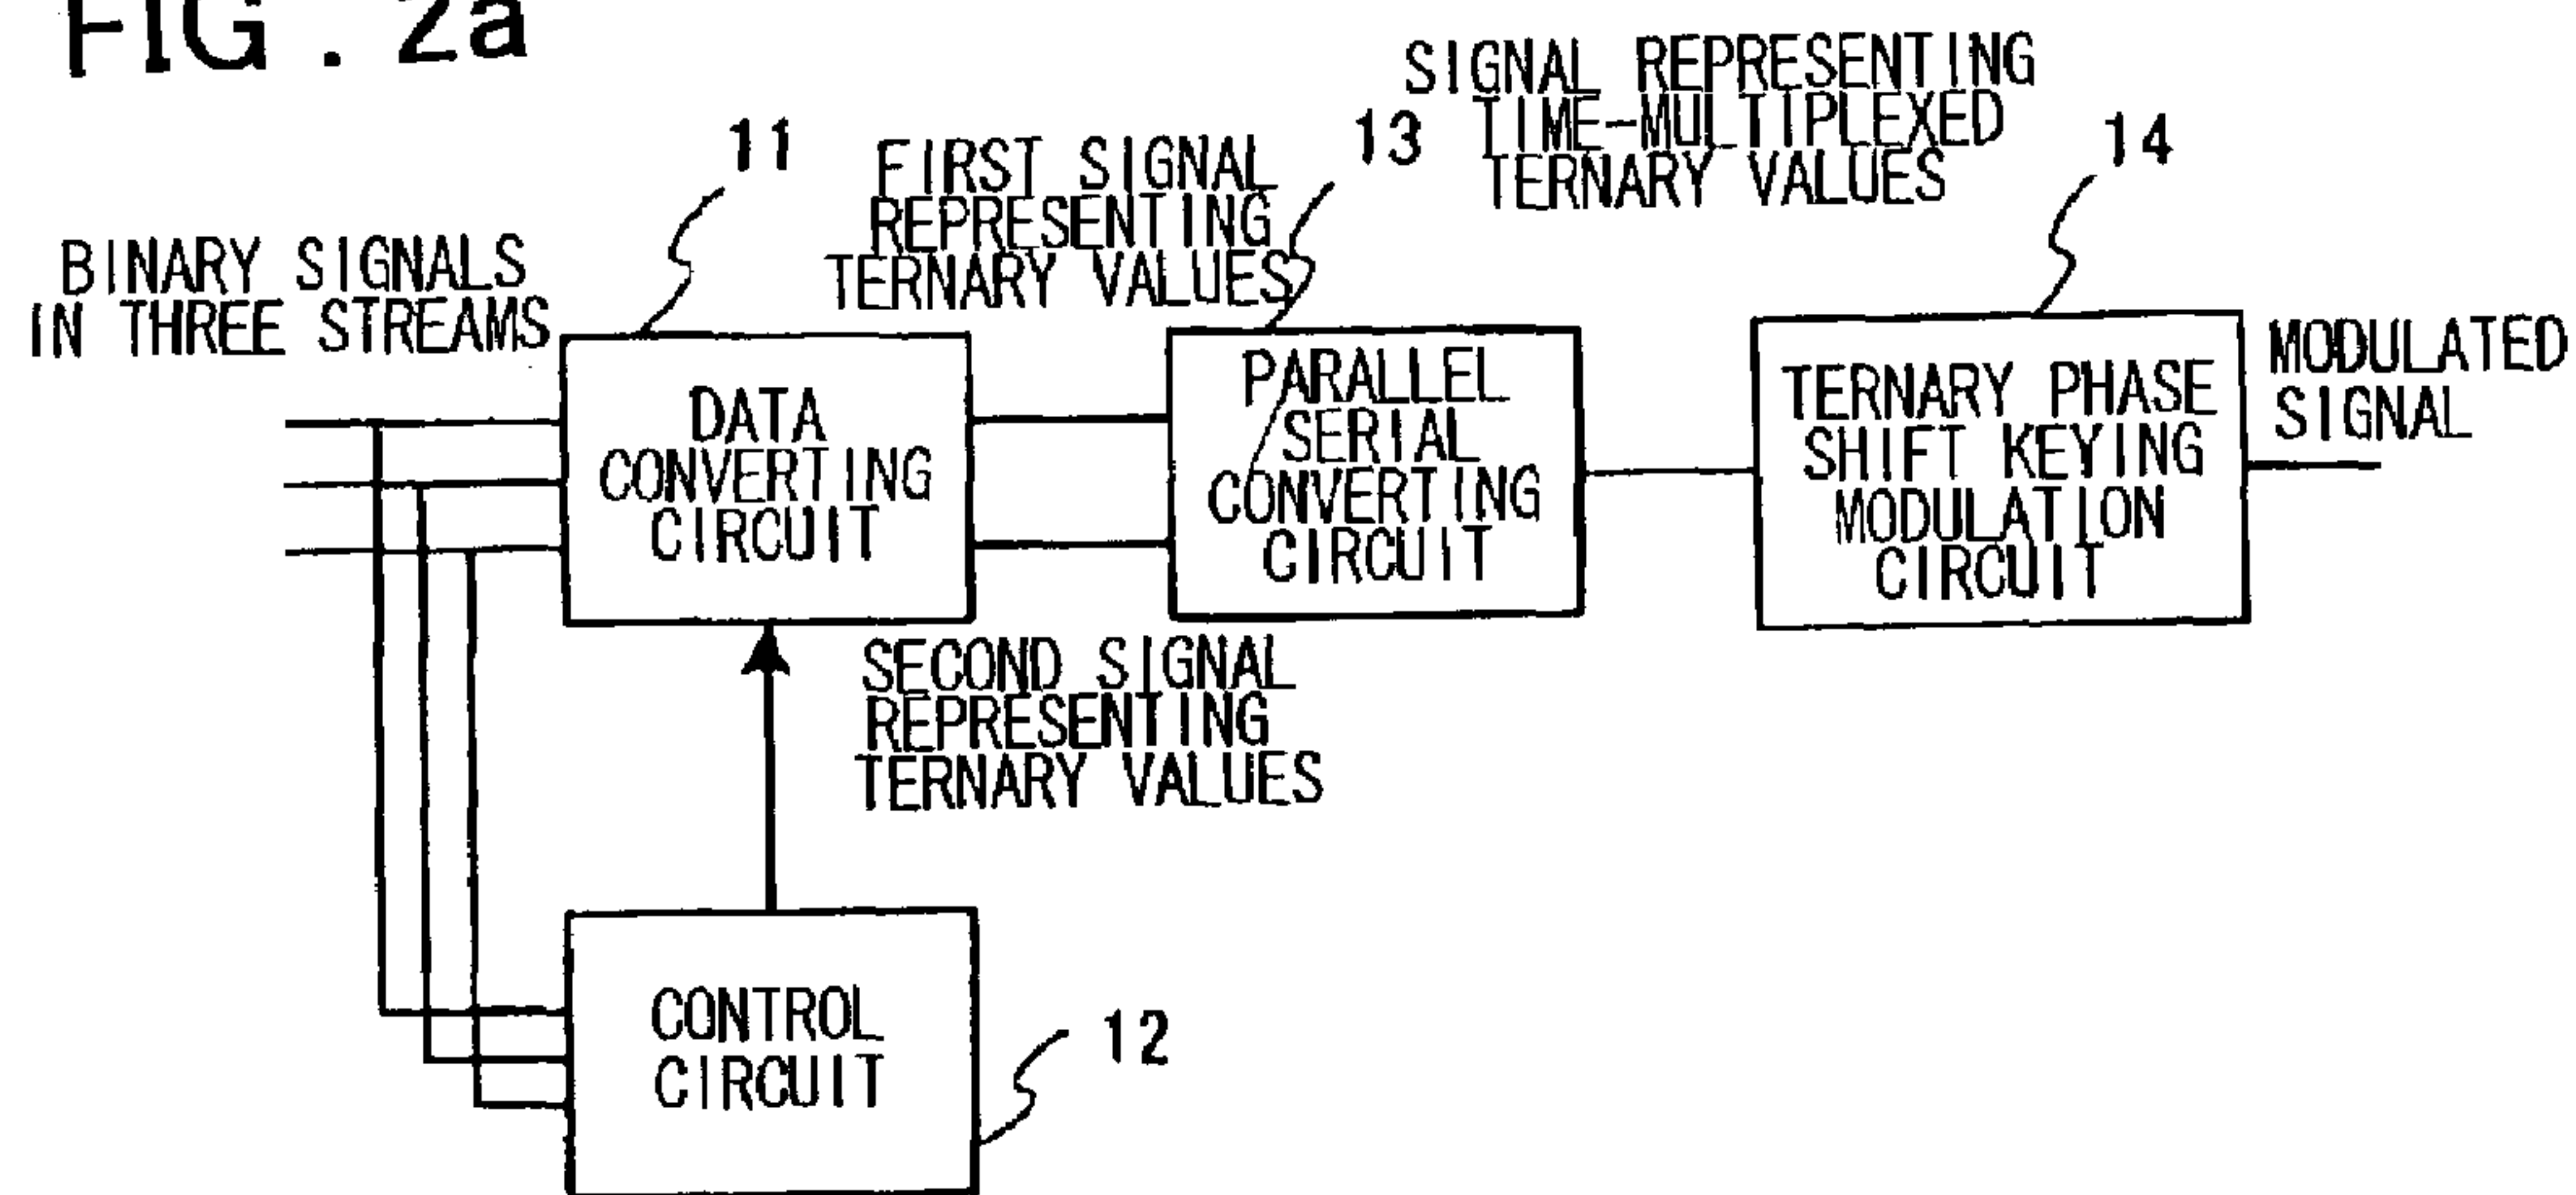 FIG. 2a
BINARY SIGNALS
IN THREE STREAMS
11
DATA
CONVERTING
CIRCUIT
FIRST SIGNAL
REPRESENTING
TERNARY VALUES
SECOND SIGNAL
REPRESENTING
TERNARY VALUES
13
PARALLEL
SERIAL
CONVERTING
CIRCUIT
SIGNAL REPRESENTING
TIME-MULTIPLEXED
TERNARY VALUES
14
TERNARY PHASE
SHIFT KEYING
MODULATION
CIRCUIT
MODULATED
SIGNAL
CONTROL
CIRCUIT
12